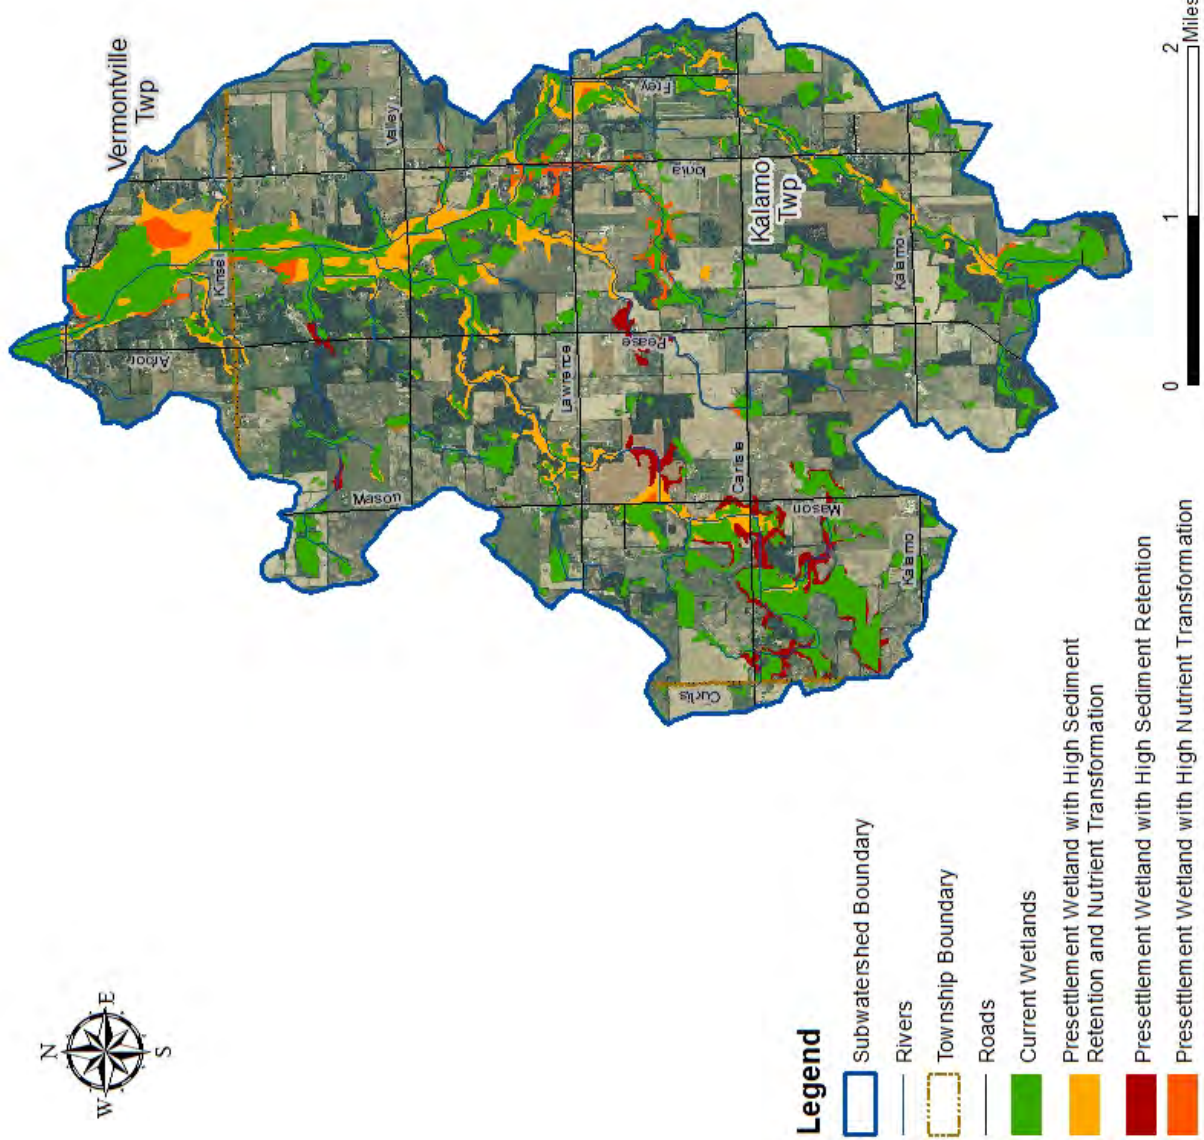 N
W
E
S
Vermontville
Twp
Valley
Kinsel
Arbor
Frey
Ionia
Mason
Lawrence
Pease
Kalamo
Twp
Kalamo
Carlisle
Mason
Kalamo
Curtis
Legend
Subwatershed Boundary
Rivers
Township Boundary
Roads
Current Wetlands
Presettlement Wetland with High Sediment
Retention and Nutrient Transformation
Presettlement Wetland with High Sediment Retention
Presettlement Wetland with High Nutrient Transformation
0 1 2
Miles